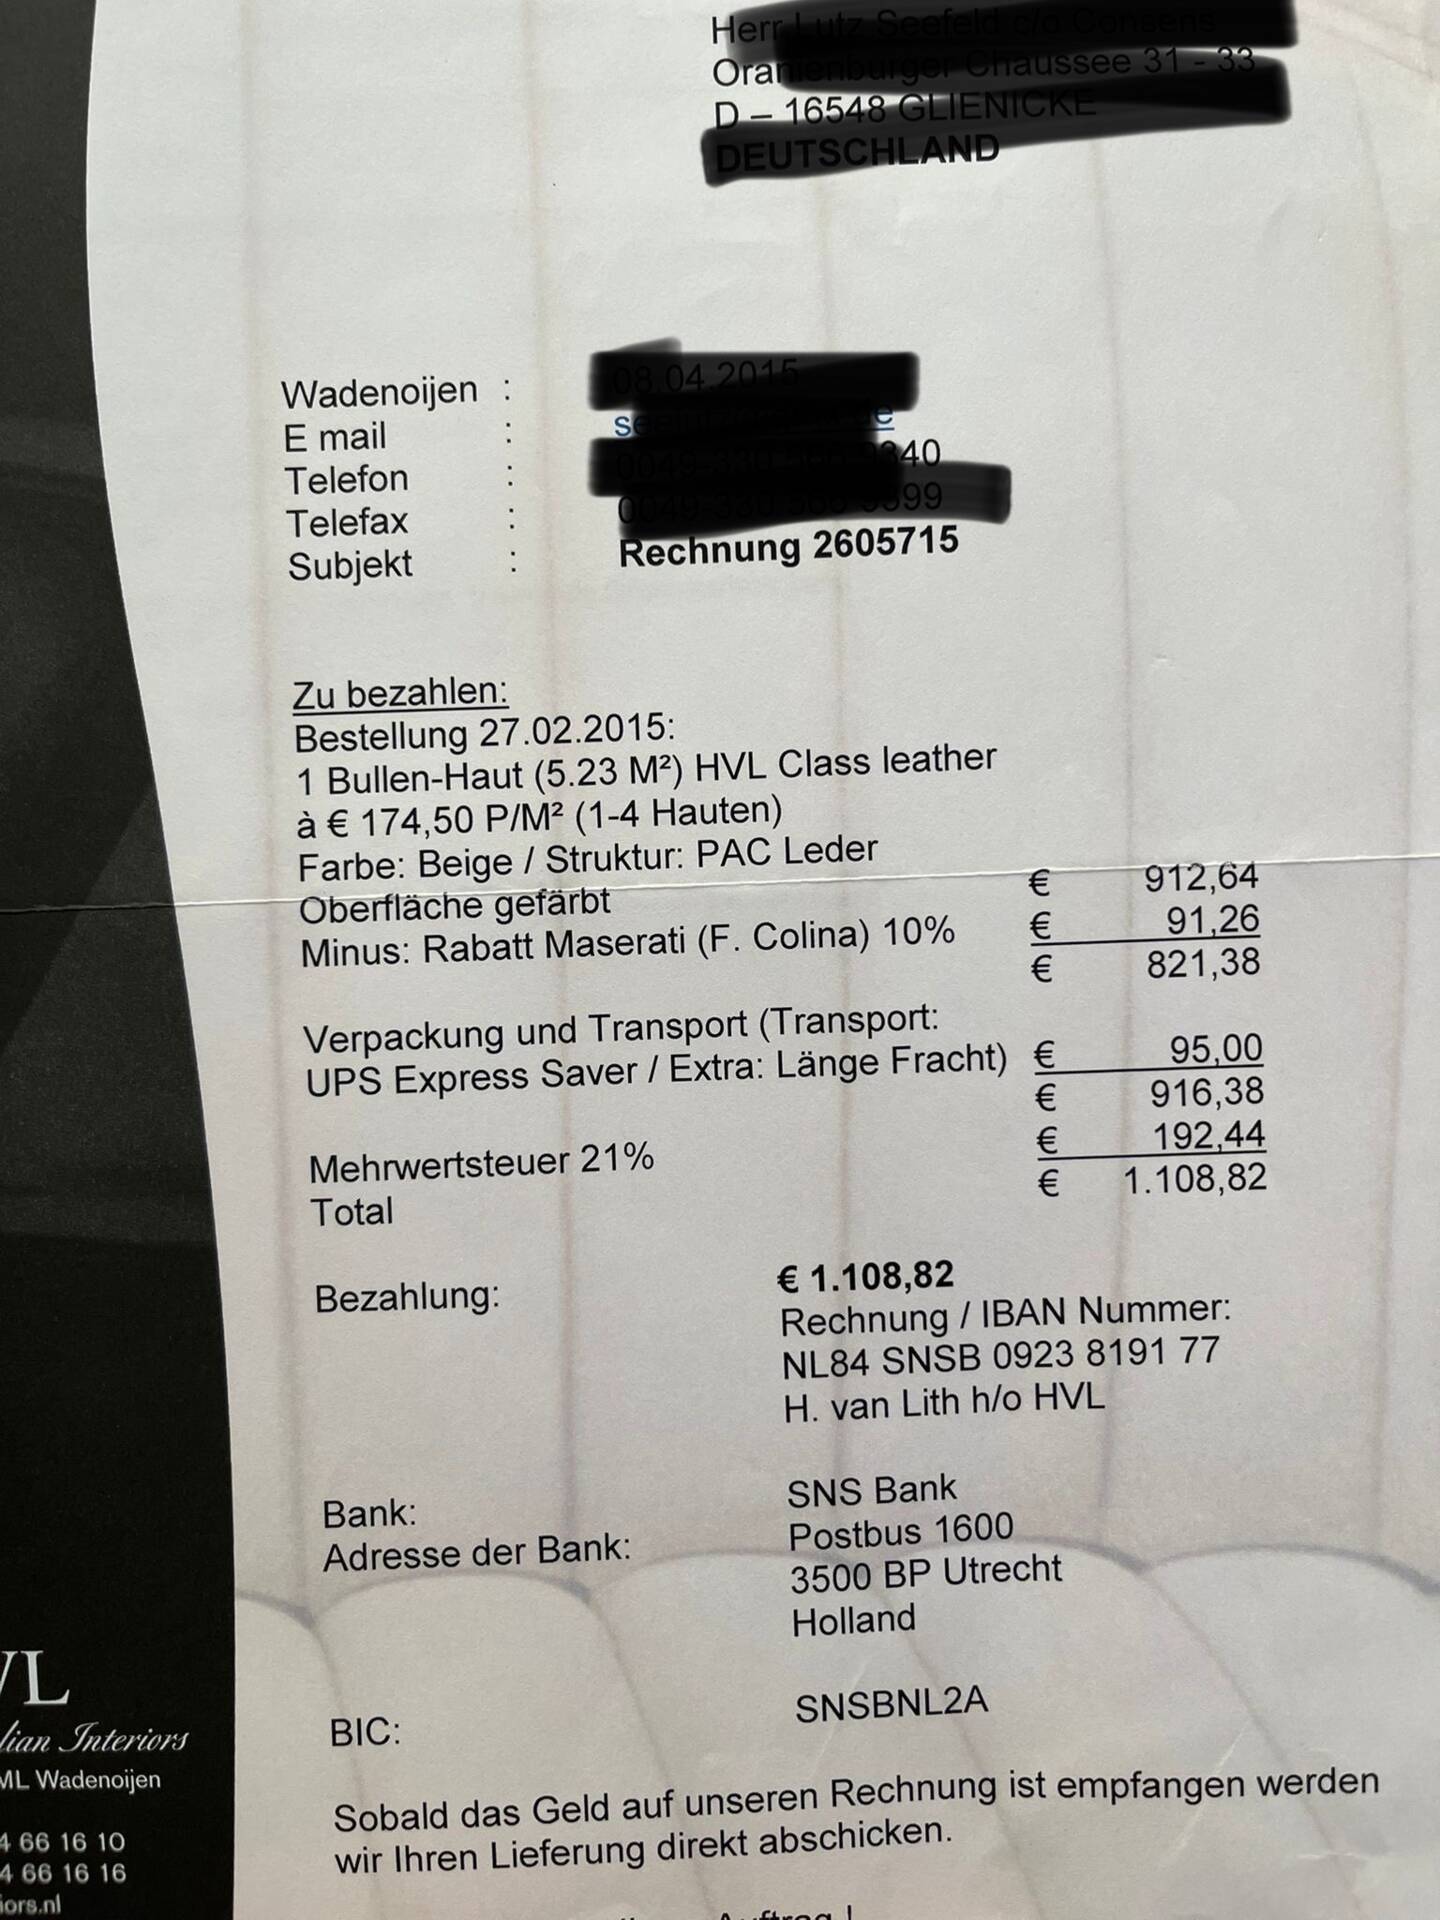 Herr
Wadenoijen :
E mail :
Telefon :
Telefax :
Subjekt : Rechnung 2605715
Zu bezahlen:
Bestellung 27.02.2015:
1 Bullen-Haut (5.23 M²) HVL Class leather
à € 174,50 P/M² (1-4 Hauten)
Farbe: Beige / Struktur: PAC Leder
Oberfläche gefärbt € 912,64
Minus: Rabatt Maserati (F. Colina) 10% € 91,26
€ 821,38
Verpackung und Transport (Transport:
UPS Express Saver / Extra: Länge Fracht) € 95,00
€ 916,38
Mehrwertsteuer 21% € 192,44
Total € 1.108,82
Bezahlung: € 1.108,82
Rechnung / IBAN Nummer:
NL84 SNSB 0923 8191 77
H. van Lith h/o HVL
Bank: SNS Bank
Adresse der Bank: Postbus 1600
3500 BP Utrecht
Holland
BIC: SNSBNL2A
Sobald das Geld auf unseren Rechnung ist empfangen werden
wir Ihren Lieferung direkt abschicken.
VL
Interiors
ML Wadenoijen
4 66 16 10
4 66 16 16
iors.nl